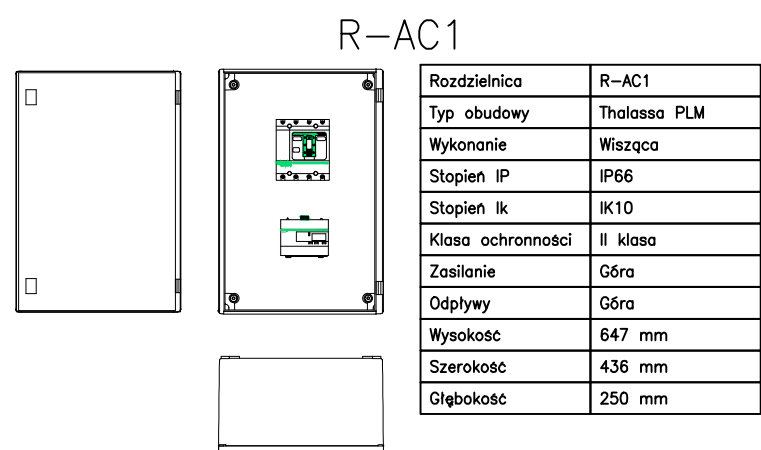 R-AC1
Rozdzielnica R-AC1
Typ obudowy Thalassa PLM
Wykonanie Wisząca
Stopień IP IP66
Stopień Ik IK10
Klasa ochronności II klasa
Zasilanie Góra
Odpływy Góra
Wysokość 647 mm
Szerokość 436 mm
Głębokość 250 mm